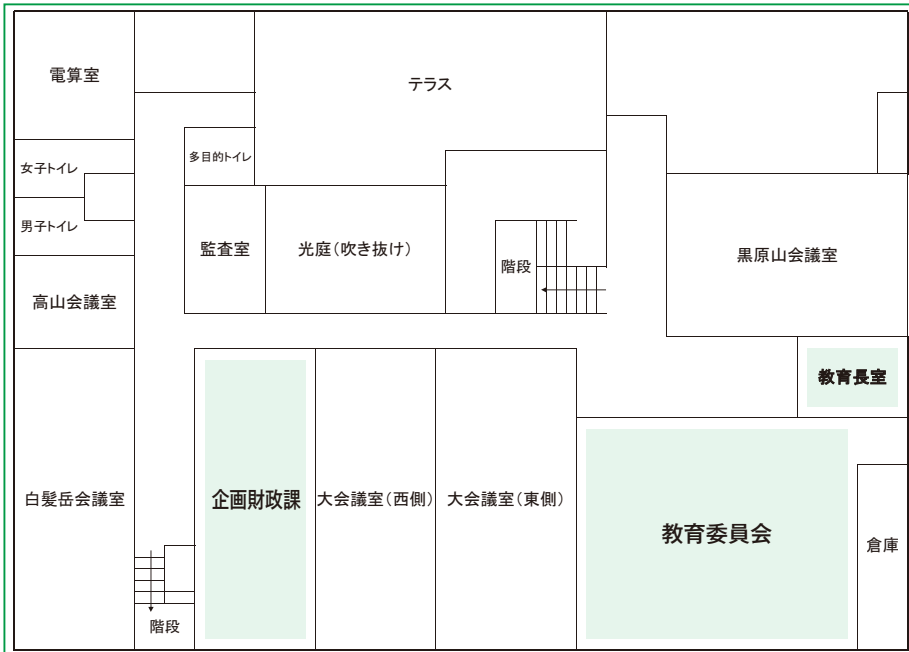 電算室
テラス
女子トイレ
多目的トイレ
男子トイレ
監査室
光庭(吹き抜け)
階段
黒原山会議室
高山会議室
教育長室
白髪岳会議室
企画財政課
大会議室(西側)
大会議室(東側)
教育委員会
倉庫
階段